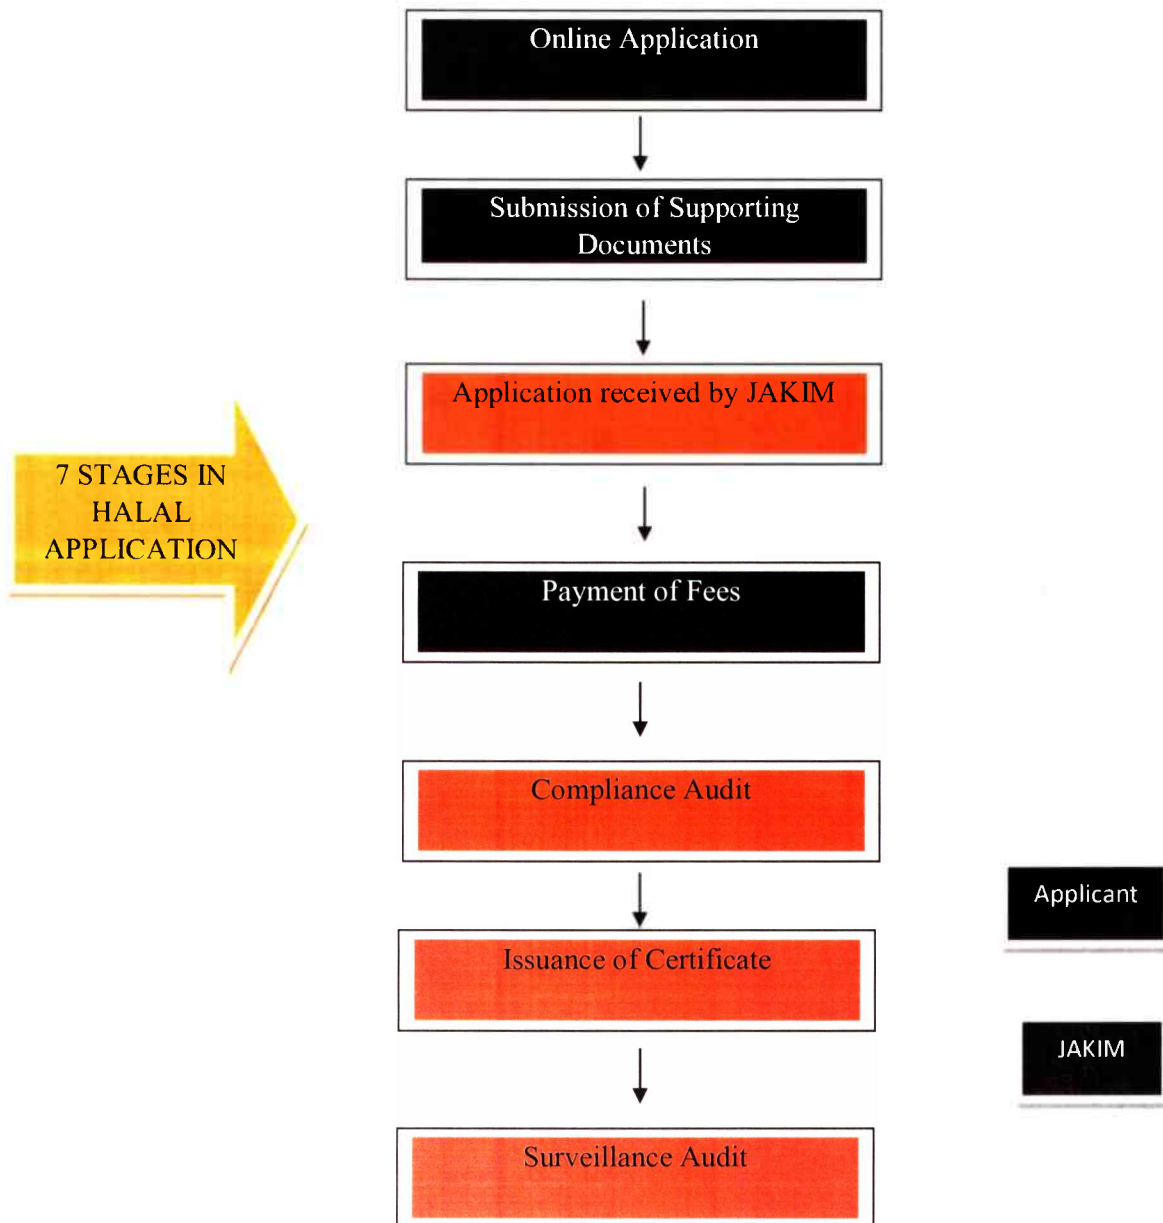 Online Application
Submission of Supporting
Documents
Application received by JAKIM
7 STAGES IN
HALAL
APPLICATION
Payment of Fees
Compliance Audit
Applicant
Issuance of Certificate
JAKIM
Surveillance Audit